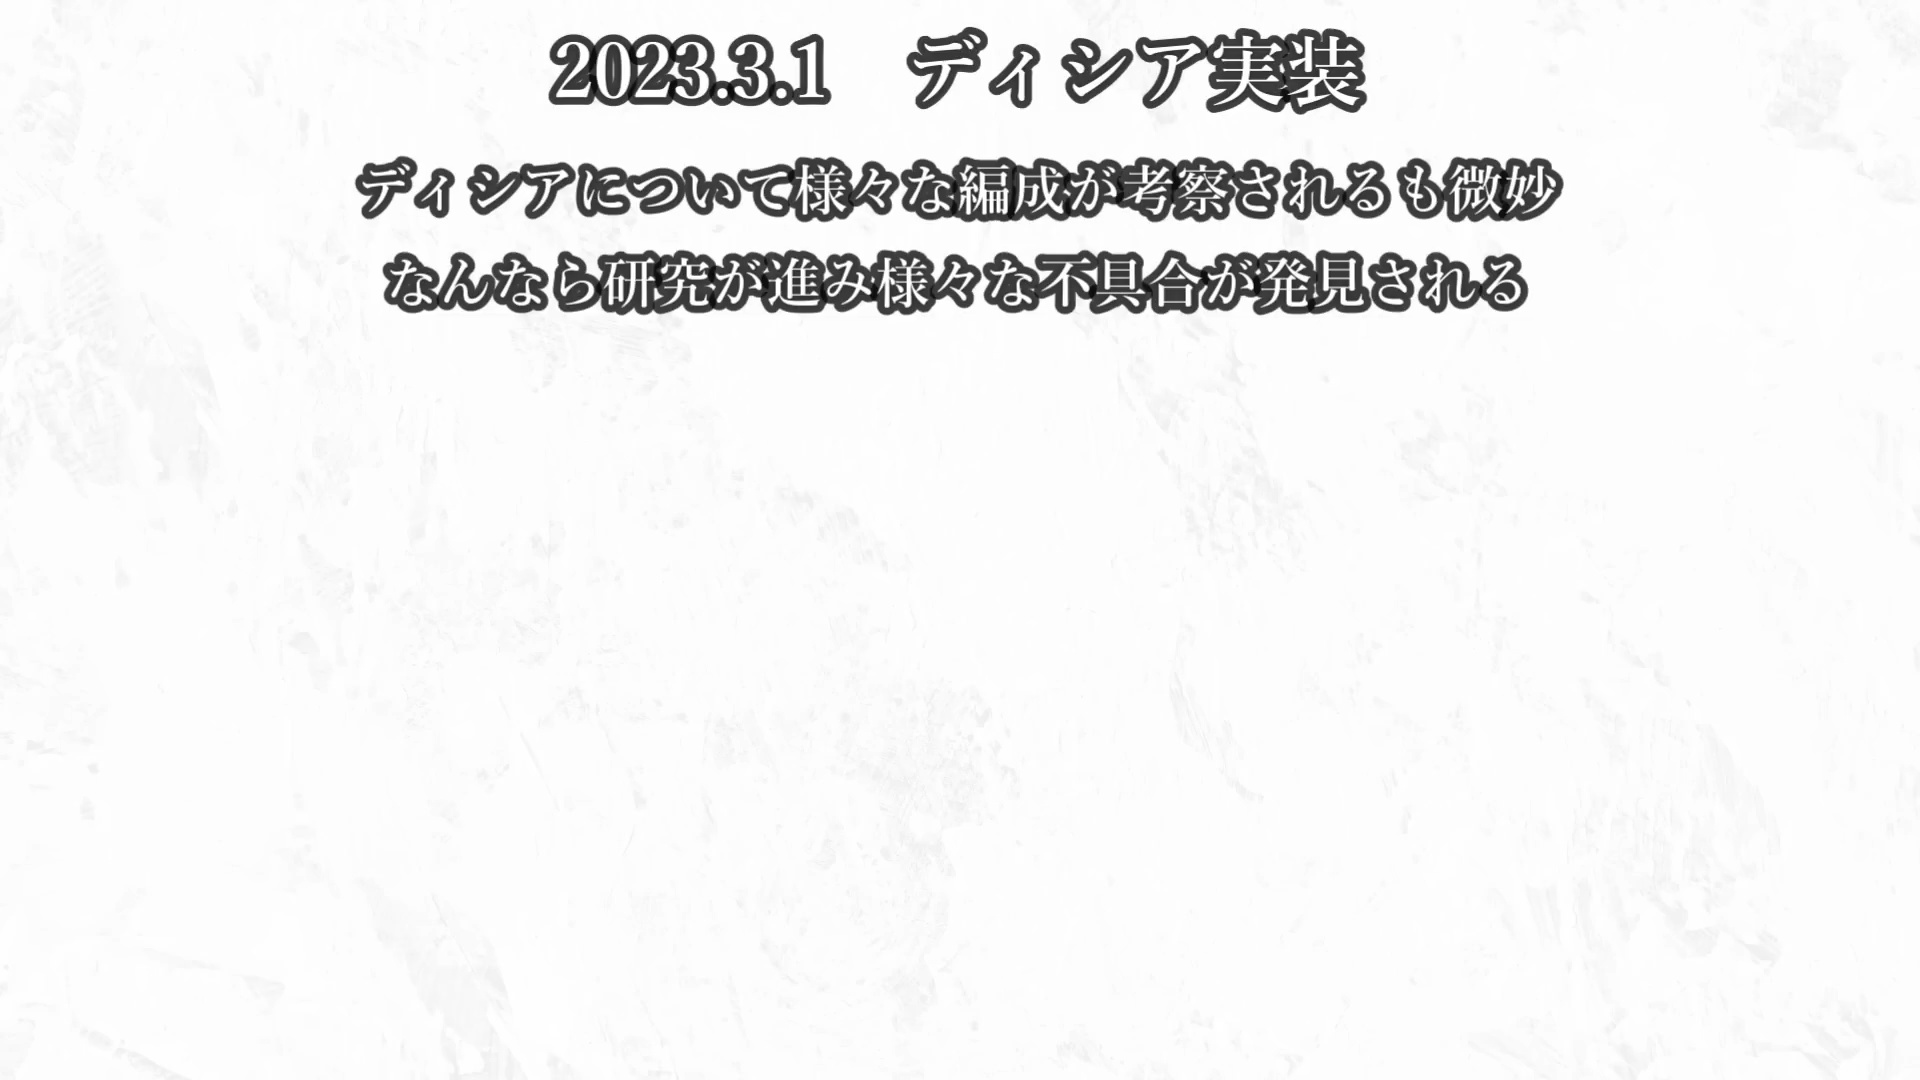 2023.3.1　ディシア実装
ディシアについて様々な編成が考察されるも微妙
なんなら研究が進み様々な不具合が発見される